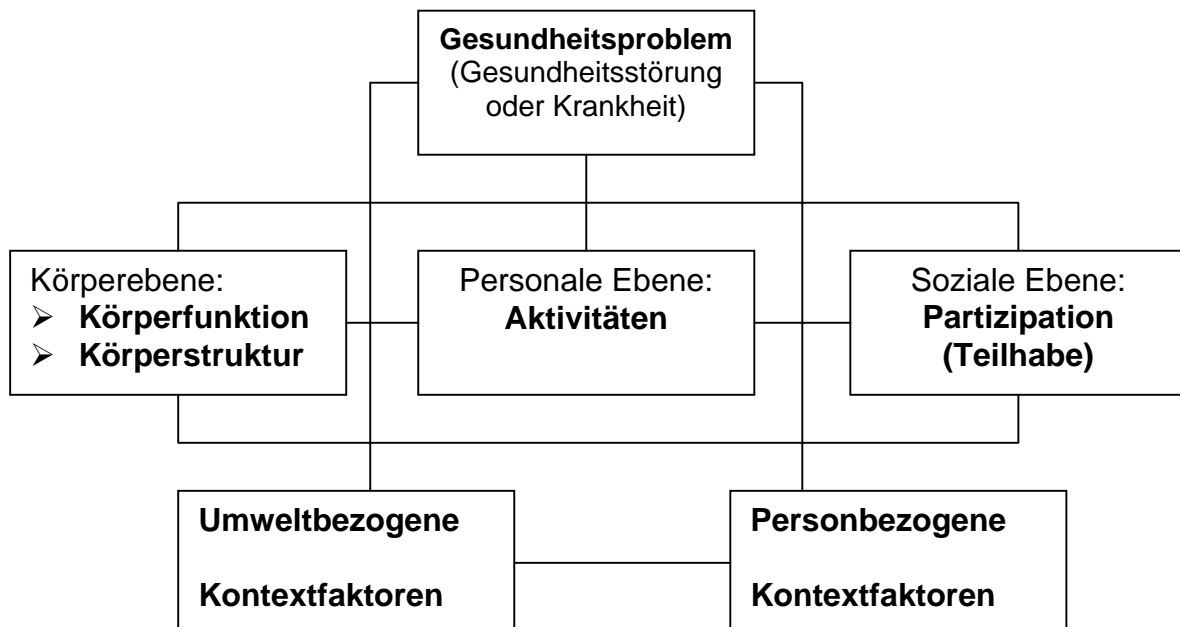 Gesundheitsproblem
(Gesundheitsstörung
oder Krankheit)
Körperebene:
➢ Körperfunktion
➢ Körperstruktur
Personale Ebene:
Aktivitäten
Soziale Ebene:
Partizipation
(Teilhabe)
Umweltbezogene
Kontextfaktoren
Personbezogene
Kontextfaktoren